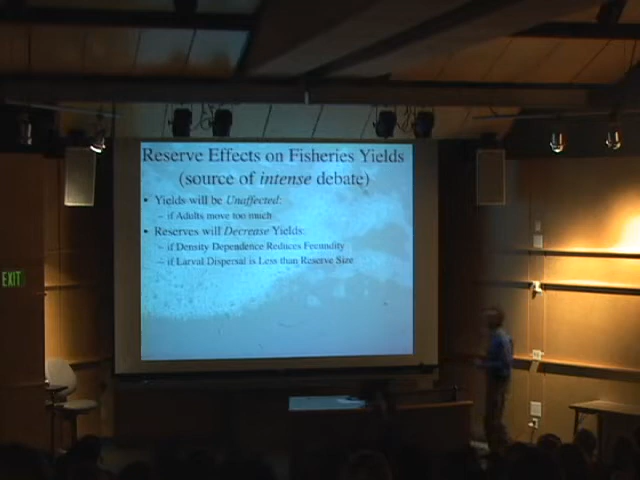 Reserve Effects on Fisheries Yields
(source of intense debate)
• Yields will be Unaffected:
– if Adults move too much
• Reserves will Decrease Yields:
– if Density Dependence Reduces Fecundity
– if Larval Dispersal is Less than Reserve Size
EXIT